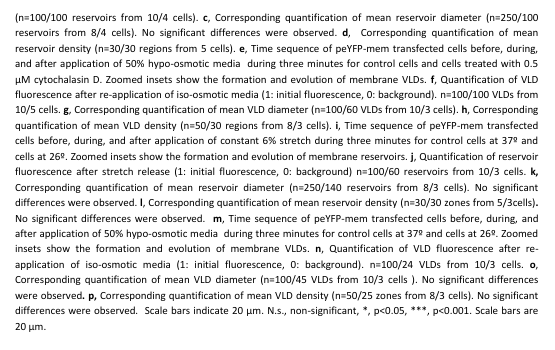 (n=100/100 reservoirs from 10/4 cells). c, Corresponding quantification of mean reservoir diameter (n=250/100
reservoirs from 8/4 cells). No significant differences were observed. d, Corresponding quantification of mean
reservoir density (n=30/30 regions from 5 cells). e, Time sequence of peYFP-mem transfected cells before, during,
and after application of 50% hypo-osmotic media during three minutes for control cells and cells treated with 0.5
μM cytochalasin D. Zoomed insets show the formation and evolution of membrane VLDs. f, Quantification of VLD
fluorescence after re-application of iso-osmotic media (1: initial fluorescence, 0: background). n=100/100 VLDs from
10/5 cells. g, Corresponding quantification of mean VLD diameter (n=100/60 VLDs from 10/3 cells). h, Corresponding
quantification of mean VLD density (n=50/30 regions from 8/3 cells). i, Time sequence of peYFP-mem transfected
cells before, during, and after application of constant 6% stretch during three minutes for control cells at 37º and
cells at 26º. Zoomed insets show the formation and evolution of membrane reservoirs. j, Quantification of reservoir
fluorescence after stretch release (1: initial fluorescence, 0: background) n=100/60 reservoirs from 10/3 cells. k,
Corresponding quantification of mean reservoir diameter (n=250/140 reservoirs from 8/3 cells). No significant
differences were observed. l, Corresponding quantification of mean reservoir density (n=30/30 zones from 5/3cells).
No significant differences were observed. m, Time sequence of peYFP-mem transfected cells before, during, and
after application of 50% hypo-osmotic media during three minutes for control cells at 37º and cells at 26º. Zoomed
insets show the formation and evolution of membrane VLDs. n, Quantification of VLD fluorescence after re-
application of iso-osmotic media (1: initial fluorescence, 0: background). n=100/24 VLDs from 10/3 cells. o,
Corresponding quantification of mean VLD diameter (n=100/45 VLDs from 10/3 cells ). No significant differences
were observed. p, Corresponding quantification of mean VLD density (n=50/25 zones from 8/3 cells). No significant
differences were observed. Scale bars indicate 20 μm. N.s., non-significant, *, p<0.05, ***, p<0.001. Scale bars are
20 μm.